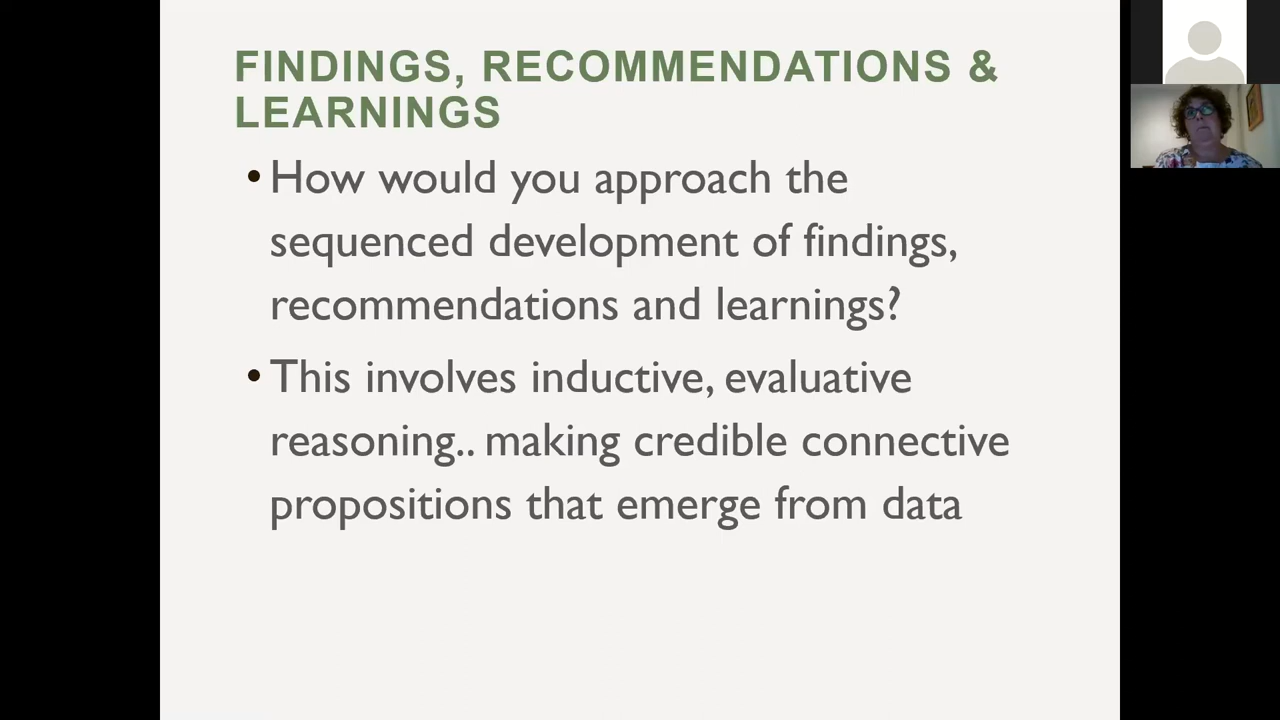 FINDINGS, RECOMMENDATIONS &
LEARNINGS
• How would you approach the
sequenced development of findings,
recommendations and learnings?
• This involves inductive, evaluative
reasoning.. making credible connective
propositions that emerge from data